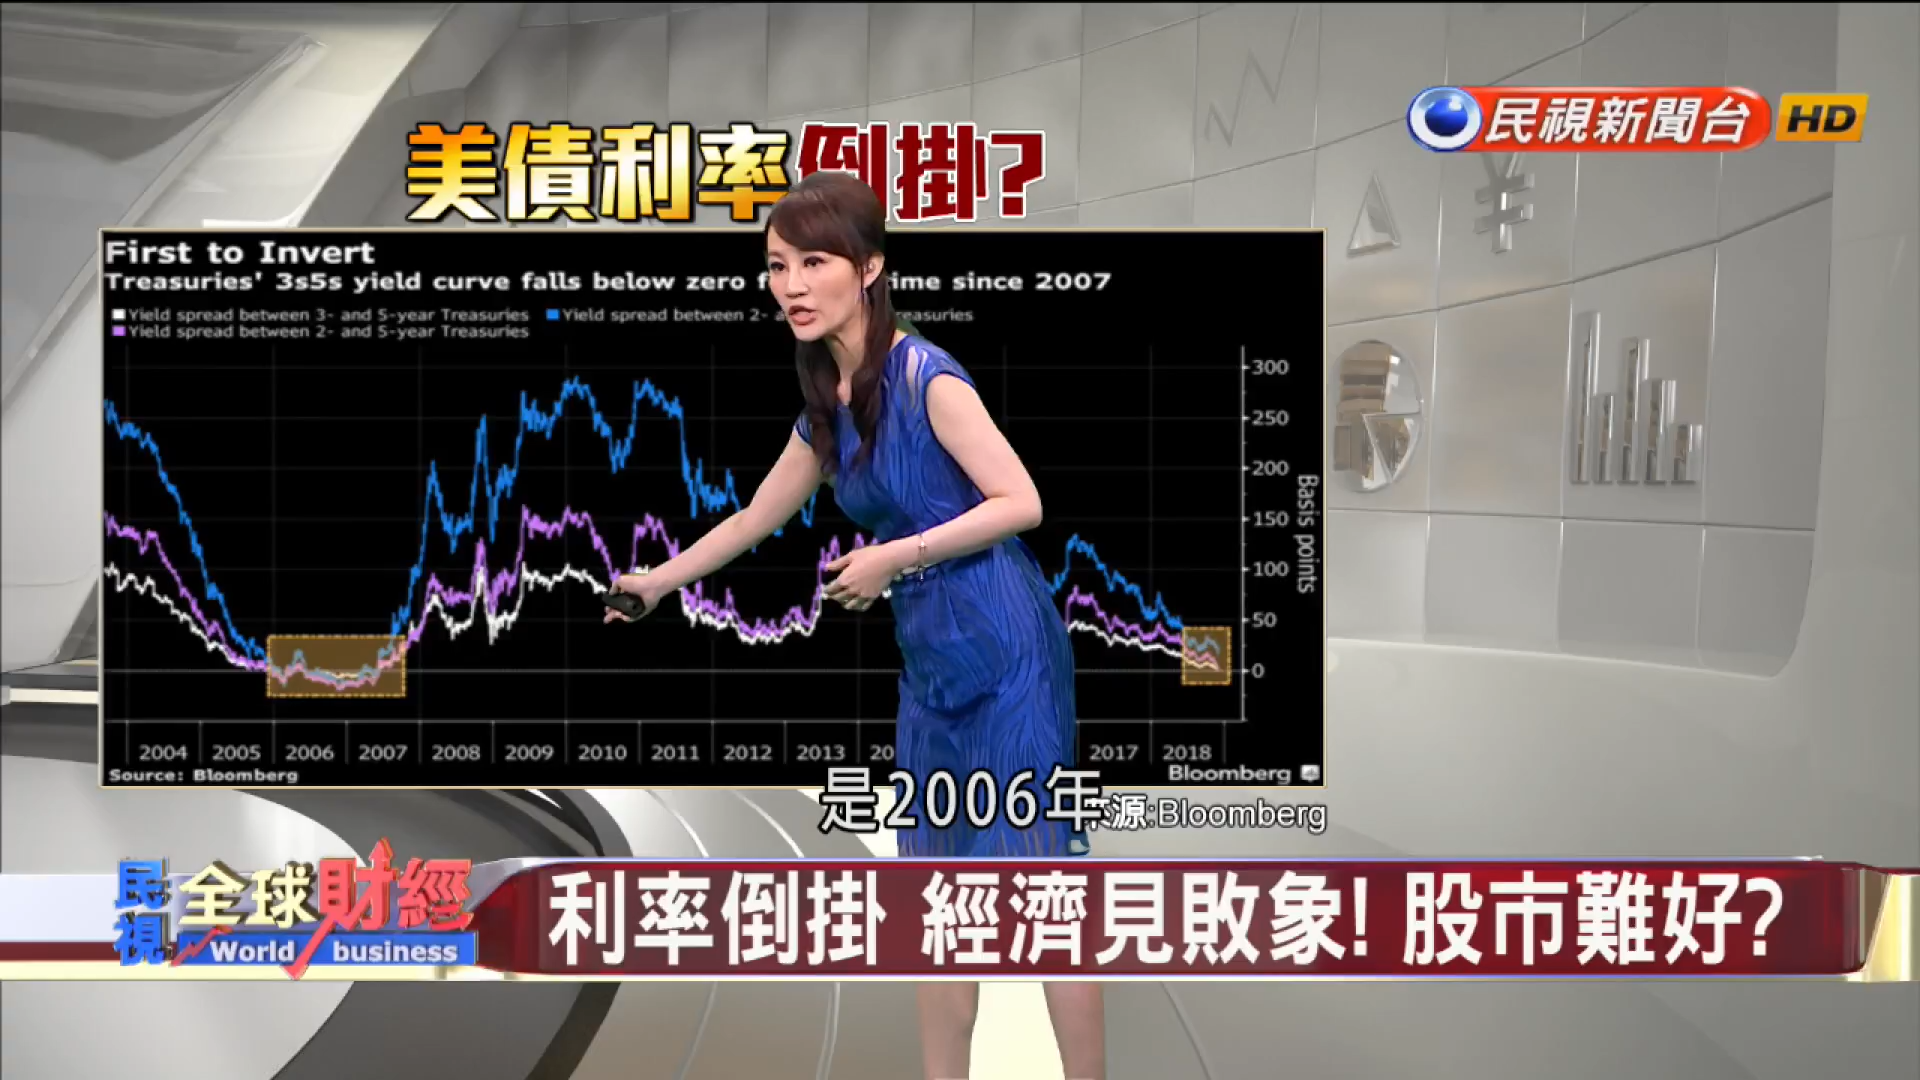 民視新聞台 HD
美債利率倒掛?
First to Invert
Treasuries' 3s5s yield curve falls below zero f ime since 2007
Yield spread between 3- and 5-year Treasuries Yield spread between 2- a reasuries
Yield spread between 2- and 5-year Treasuries
300
250
200
150
100
50
0
Basis points
2004 2005 2006 2007 2008 2009 2010 2011 2012 2013 20 2017 2018
Source: Bloomberg
Bloomberg
是2006年
源:Bloomberg
民視 全球財經
World business
利率倒掛 經濟見敗象! 股市難好?